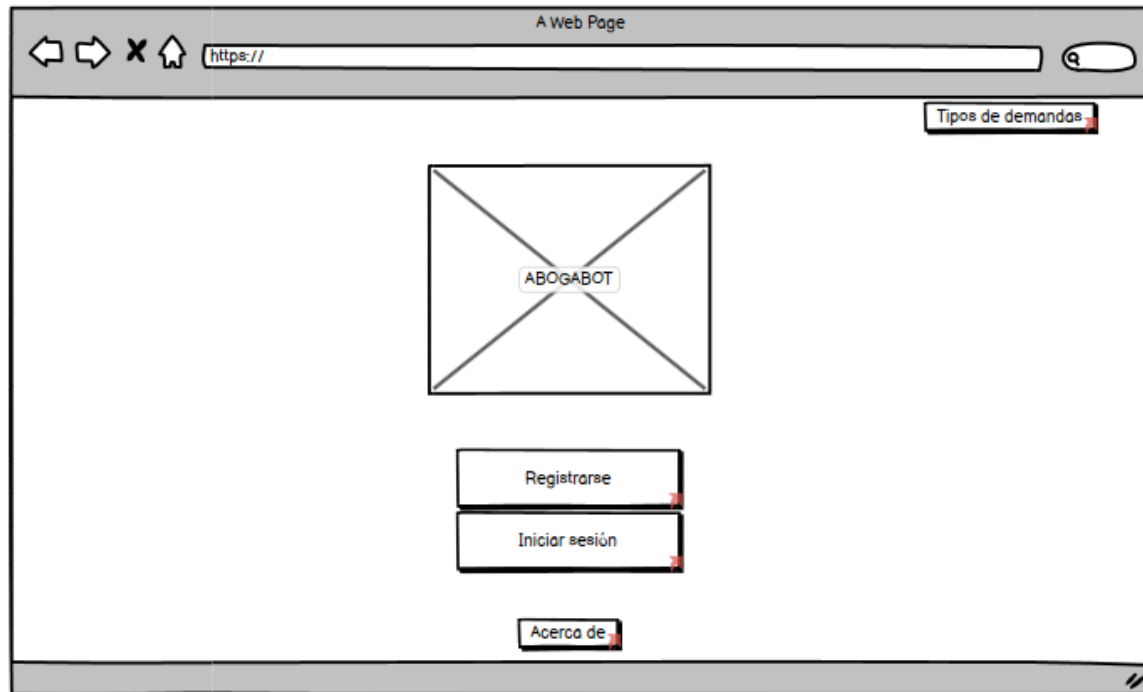 A Web Page
https://
Tipos de demandas
ABOGABOT
Registrarse
Iniciar sesión
Acerca de